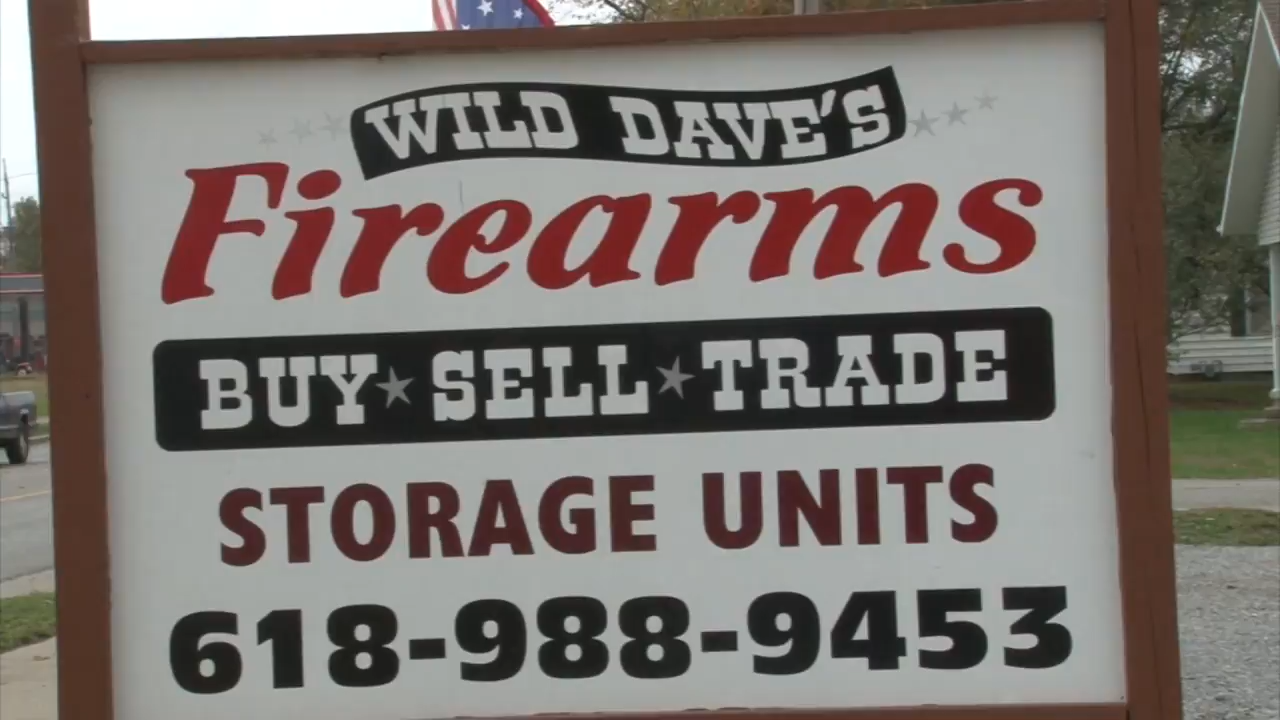 WILD DAVE'S
Firearms
BUY★SELL★TRADE
STORAGE UNITS
618-988-9453